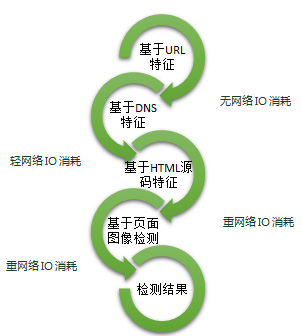 基于URL
特征
无网络IO消耗
基于DNS
特征
轻网络IO消耗
基于HTML源
码特征
重网络IO消耗
基于页面
图像检测
重网络IO消耗
检测结果